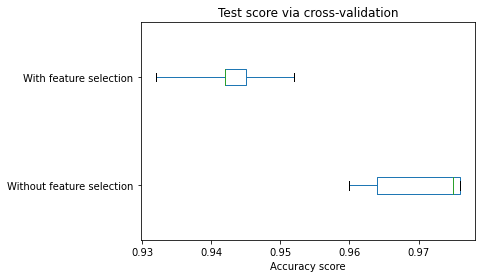 Test score via cross-validation
With feature selection
Without feature selection
0.93 0.94 0.95 0.96 0.97
Accuracy score